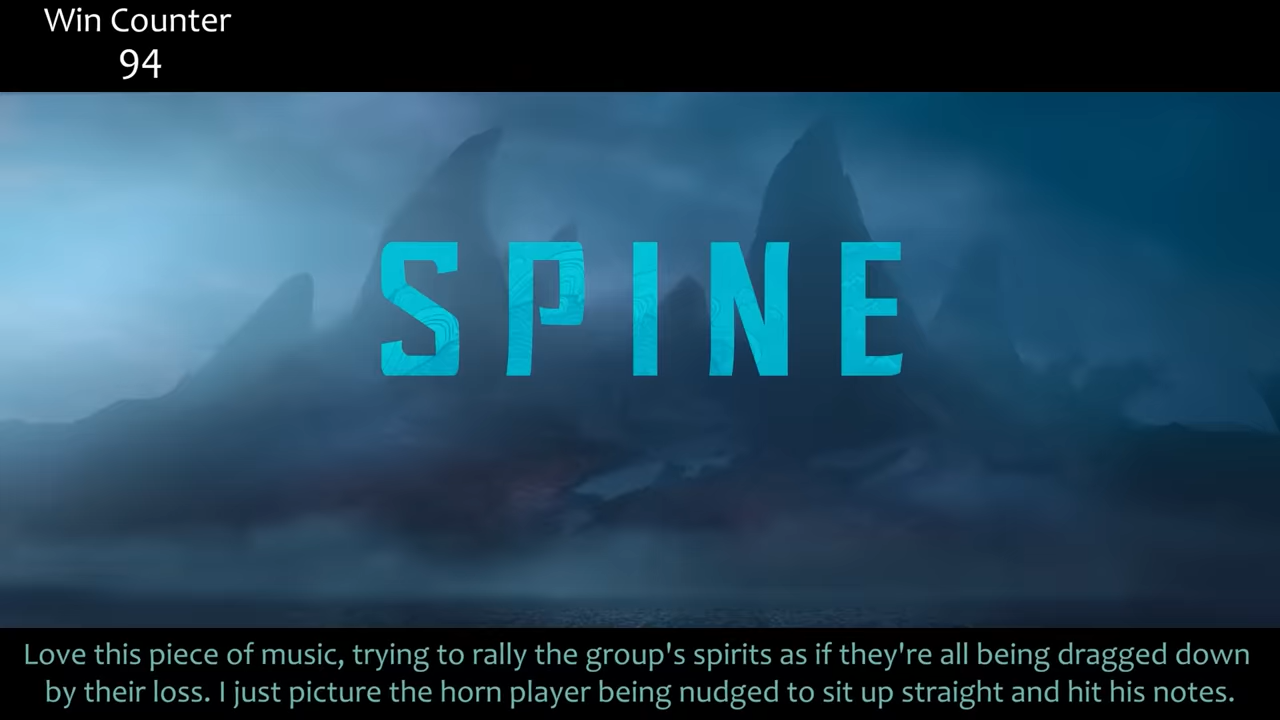 Win Counter
94
SPINE
Love this piece of music, trying to rally the group's spirits as if they're all being dragged down
by their loss. I just picture the horn player being nudged to sit up straight and hit his notes.